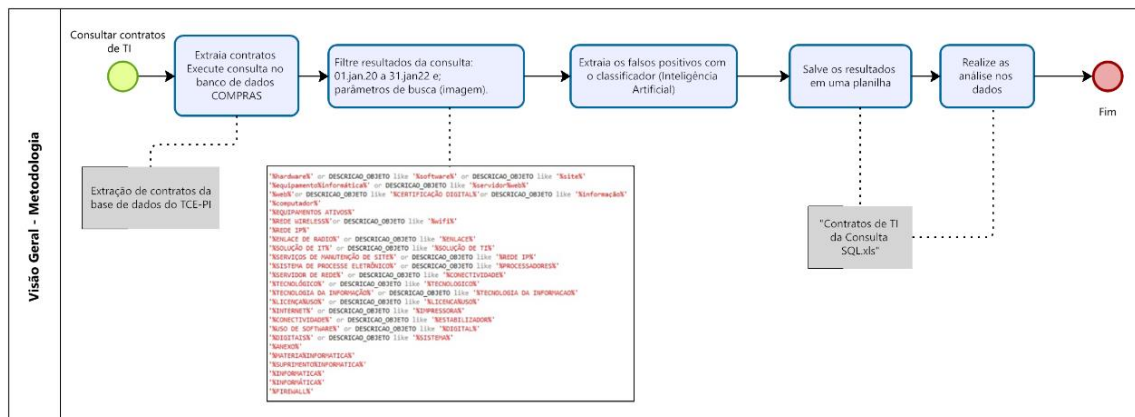 Visão Geral - Metodologia
Consultar contratos
de TI
Extraia contratos
Execute consulta no
banco de dados
COMPRAS
Filtre resultados da consulta:
01.jan.20 a 31.jan22 e;
parâmetros de busca (imagem).
Extraia os falsos positivos com
o classificador (Inteligência
Artificial)
Salve os resultados
em uma planilha
Realize as
análise nos
dados
Fim
Extração de contratos da
base de dados do TCE-PI
'%hardware%' or DESCRICAO_OBJETO like '%software%' or DESCRICAO_OBJETO like '%site%'
'%equipamento%informática%' or DESCRICAO_OBJETO like '%servidor%web%'
'%web%'or DESCRICAO_OBJETO like '%CERTIFICAÇÃO DIGITAL%'or DESCRICAO_OBJETO like '%informação%'
'%computador%'
'%EQUIPAMENTOS ATIVOS%'
'%REDE WIRELESS%'or DESCRICAO_OBJETO like '%wifi%'
'%REDE IP%'
'%ENLACE DE RADIO%' or DESCRICAO_OBJETO like '%ENLACE%'
'%SOLUÇÃO DE IT%' or DESCRICAO_OBJETO like '%SOLUÇÃO DE TI%'
'%SERVIÇOS DE MANUTENÇÃO DE SITE%' or DESCRICAO_OBJETO like '%REDE IP%'
'%SISTEMA DE PROCESSO ELETRÔNICO%' or DESCRICAO_OBJETO like '%PROCESSADORES%'
'%SERVIDOR DE REDE%' or DESCRICAO_OBJETO like '%CONECTIVIDADE%'
'%TECNOLÓGICO%' or DESCRICAO_OBJETO like '%TECNOLOGICO%'
'%TECNOLOGIA DA INFORMAÇÃO%' or DESCRICAO_OBJETO like '%TECNOLOGIA DA INFORMACAO%'
'%LICENÇA%USO%' or DESCRICAO_OBJETO like '%LICENCA%USO%'
'%INTERNET%' or DESCRICAO_OBJETO like '%IMPRESSORA%'
'%CONECTIVIDADE%' or DESCRICAO_OBJETO like '%ESTABILIZADOR%'
'%USO DE SOFTWARE%' or DESCRICAO_OBJETO like '%DIGITAL%'
'%DIGITAIS%' or DESCRICAO_OBJETO like '%SISTEMA%'
'%ANEXO%'
'%MATERIA%INFORMATICA%'
'%SUPRIMENTO%INFORMATICA%'
'%INFORMATICA%'
'%INFORMÁTICA%'
'%FIREWALL%'
"Contratos de TI
da Consulta
SQL.xls"